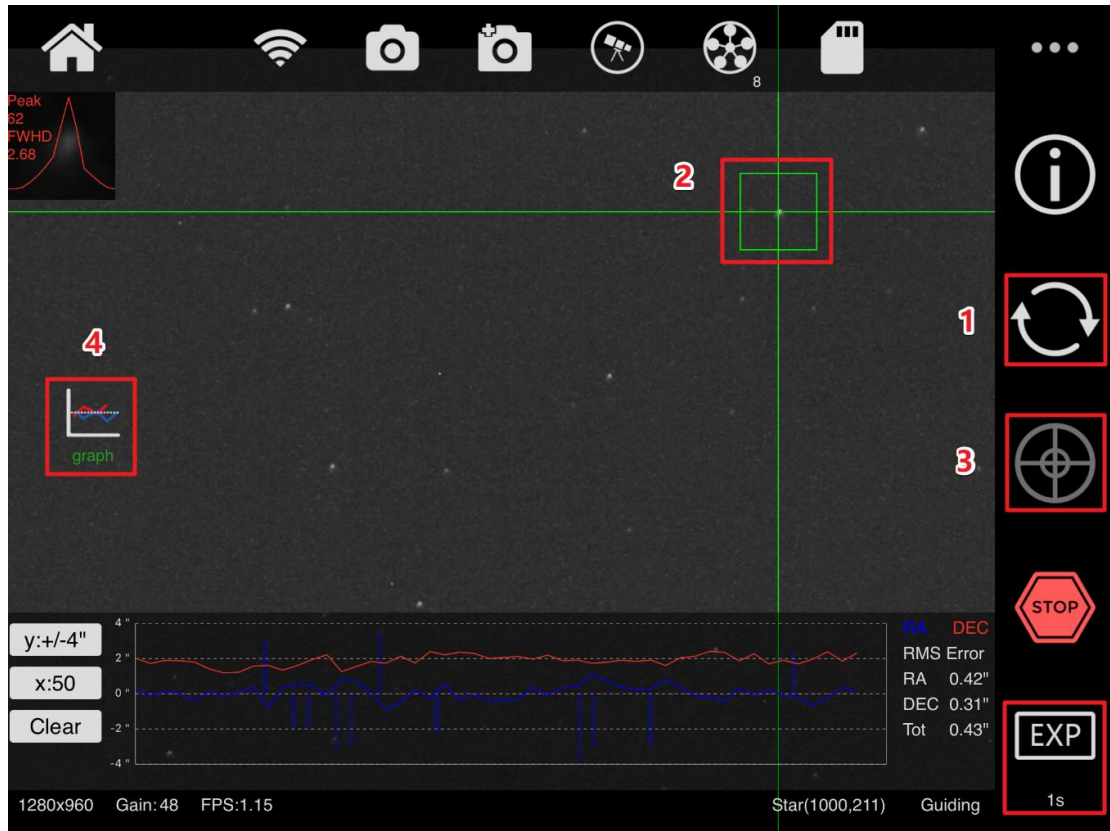 8
Peak
62
FWHD
2.68
2
1
4
graph
3
STOP
y:+/-4"
x:50
Clear
4 "
2 "
0 "
-2 "
-4 "
RA DEC
RMS Error
RA 0.42"
DEC 0.31"
Tot 0.43"
EXP
1s
1280x960 Gain: 48 FPS:1.15 Star(1000,211) Guiding